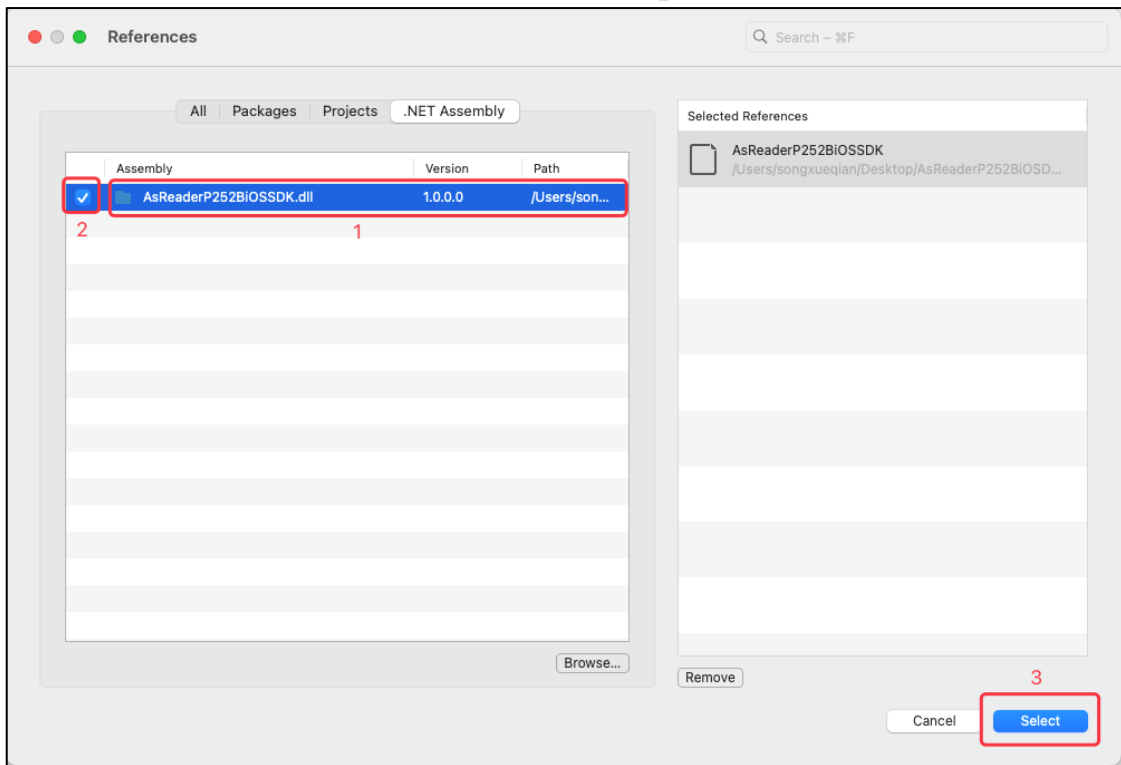 References
Search – ⌘F
All Packages Projects .NET Assembly
Assembly Version Path
AsReaderP252BiOSSDK.dll 1.0.0.0 /Users/son...
2
1
Browse...
Selected References
AsReaderP252BiOSSDK
/Users/songxueqian/Desktop/AsReaderP252BiOSD...
Remove
3
Cancel Select